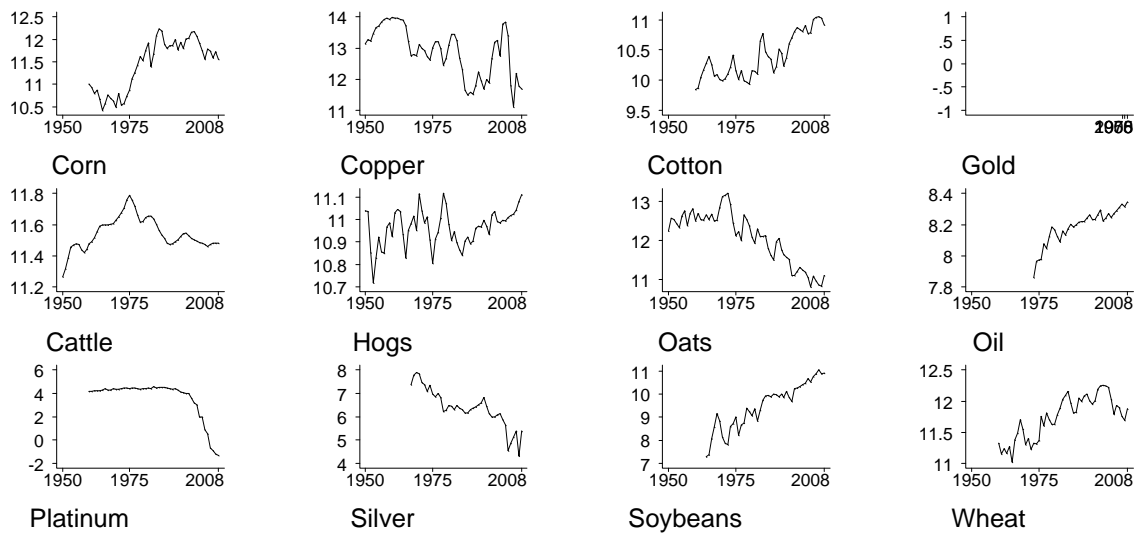 12.5
12
11.5
11
10.5
1950 1975 2008
Corn
14
13
12
11
1950 1975 2008
Copper
11
10.5
10
9.5
1950 1975 2008
Cotton
1
.5
0
-.5
-1
Gold
11.8
11.6
11.4
11.2
1950 1975 2008
Cattle
11.1
11
10.9
10.8
10.7
1950 1975 2008
Hogs
13
12
11
1950 1975 2008
Oats
8.4
8.2
8
7.8
1950 1975 2008
Oil
6
4
2
0
-2
1950 1975 2008
Platinum
8
7
6
5
4
1950 1975 2008
Silver
11
10
9
8
7
1950 1975 2008
Soybeans
12.5
12
11.5
11
1950 1975 2008
Wheat